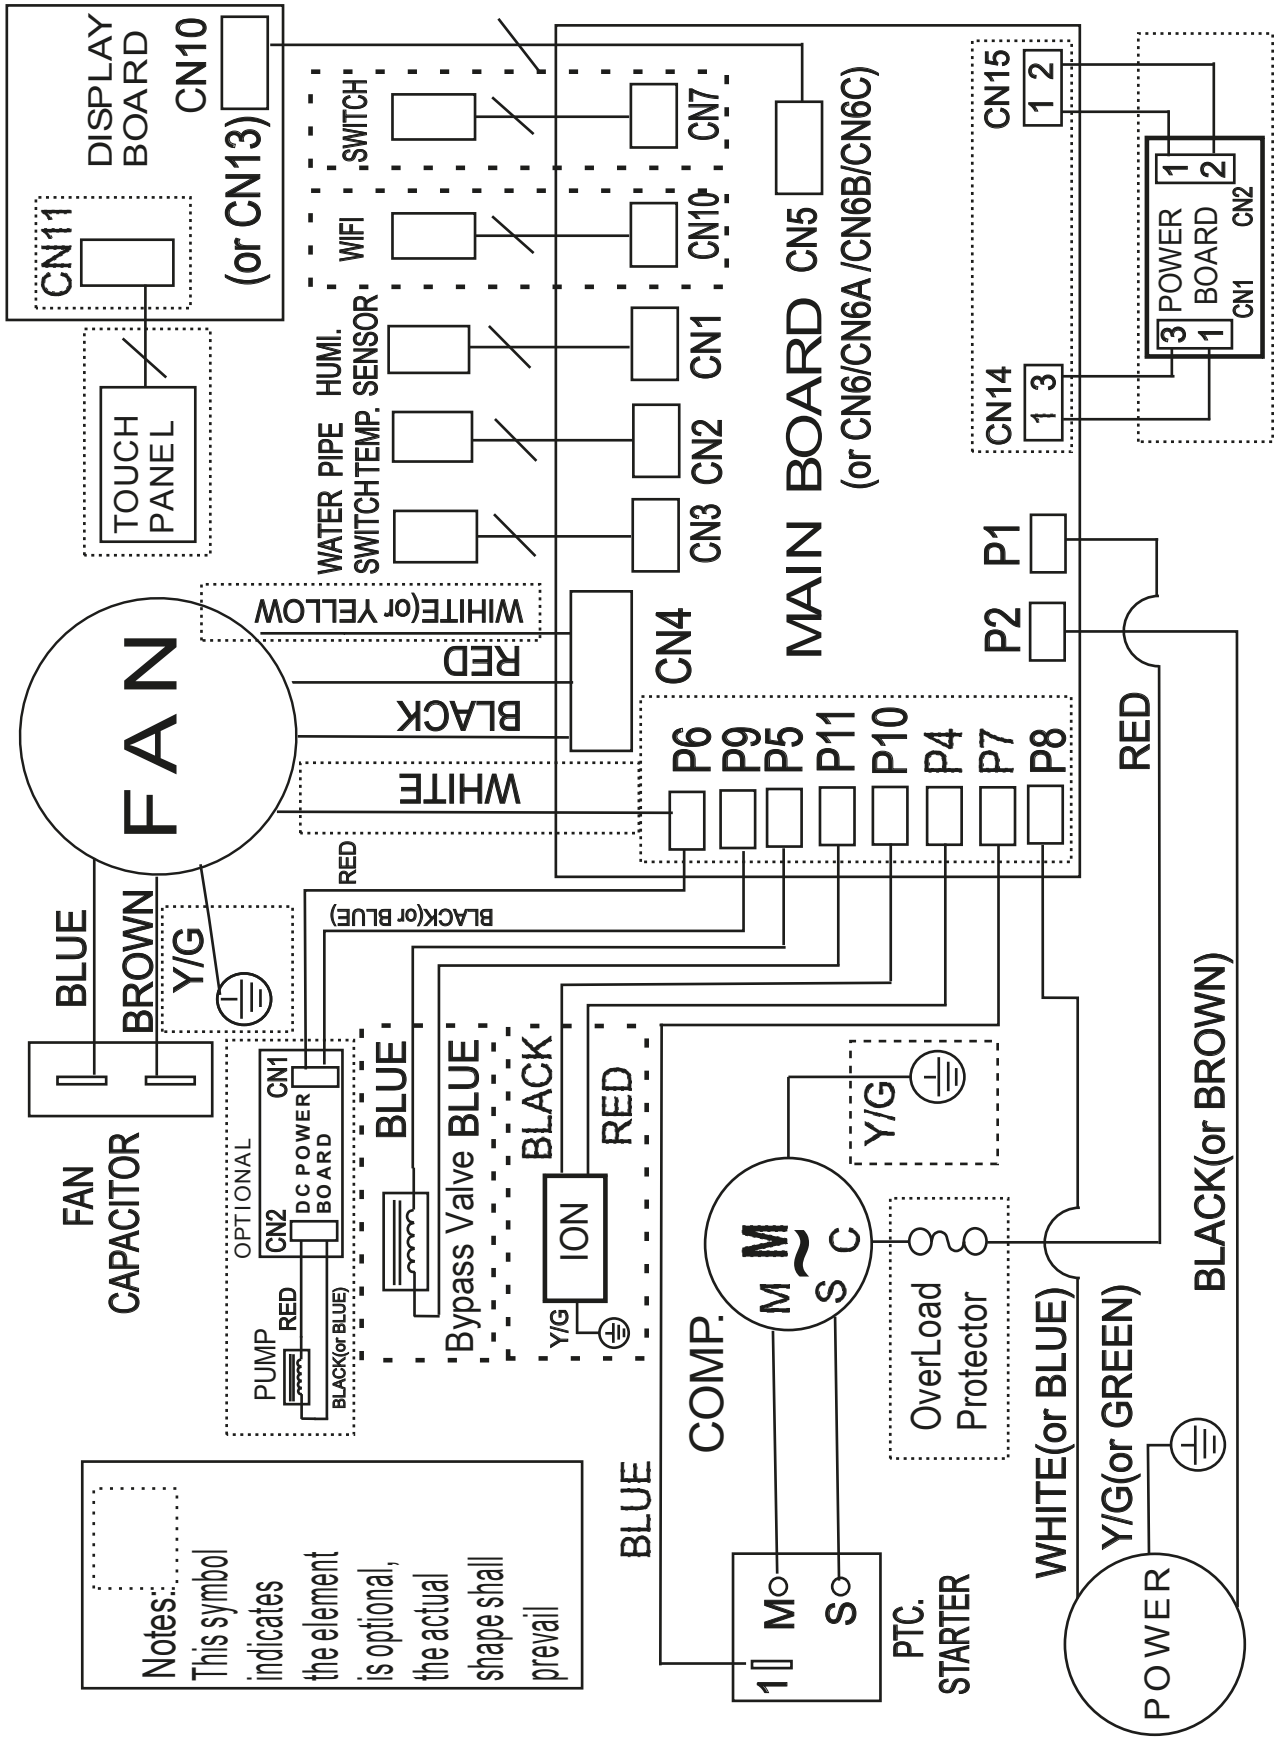 Notes:
This symbol
indicates
the element
is optional,
the actual
shape shall
prevail
FAN
CAPACITOR
BLUE
BROWN
Y/G
F A N
TOUCH
PANEL
CN11
DISPLAY
BOARD
CN10
(or CN13)
OPTIONAL
PUMP
RED
BLACK(or BLUE)
CN2
DC POWER
BOARD
CN1
RED
BLACK(or BLUE)
WHITE
BLACK
RED
WHITE(or YELLOW
WATER
SWITCH
PIPE
TEMP.
HUMI.
SENSOR
WIFI
SWITCH
CN3
CN2
CN1
CN10
CN7
CN4
BLUE
Bypass Valve
BLUE
BLACK
RED
ION
Y/G
P6
P9
P5
P11
P10
P4
P7
P8
MAIN BOARD
CN5
(or CN6/CN6A /CN6B/CN6C)
P2
P1
CN14
1 3
CN15
1 2
POWER
BOARD
3
1
CN1
1
2
CN2
BLUE
COMP.
M
~
M
S
C
Y/G
OverLoad
Protector
1
M
S
PTC.
STARTER
RED
WHITE(or BLUE)
Y/G(or GREEN)
BLACK(or BROWN)
POWER